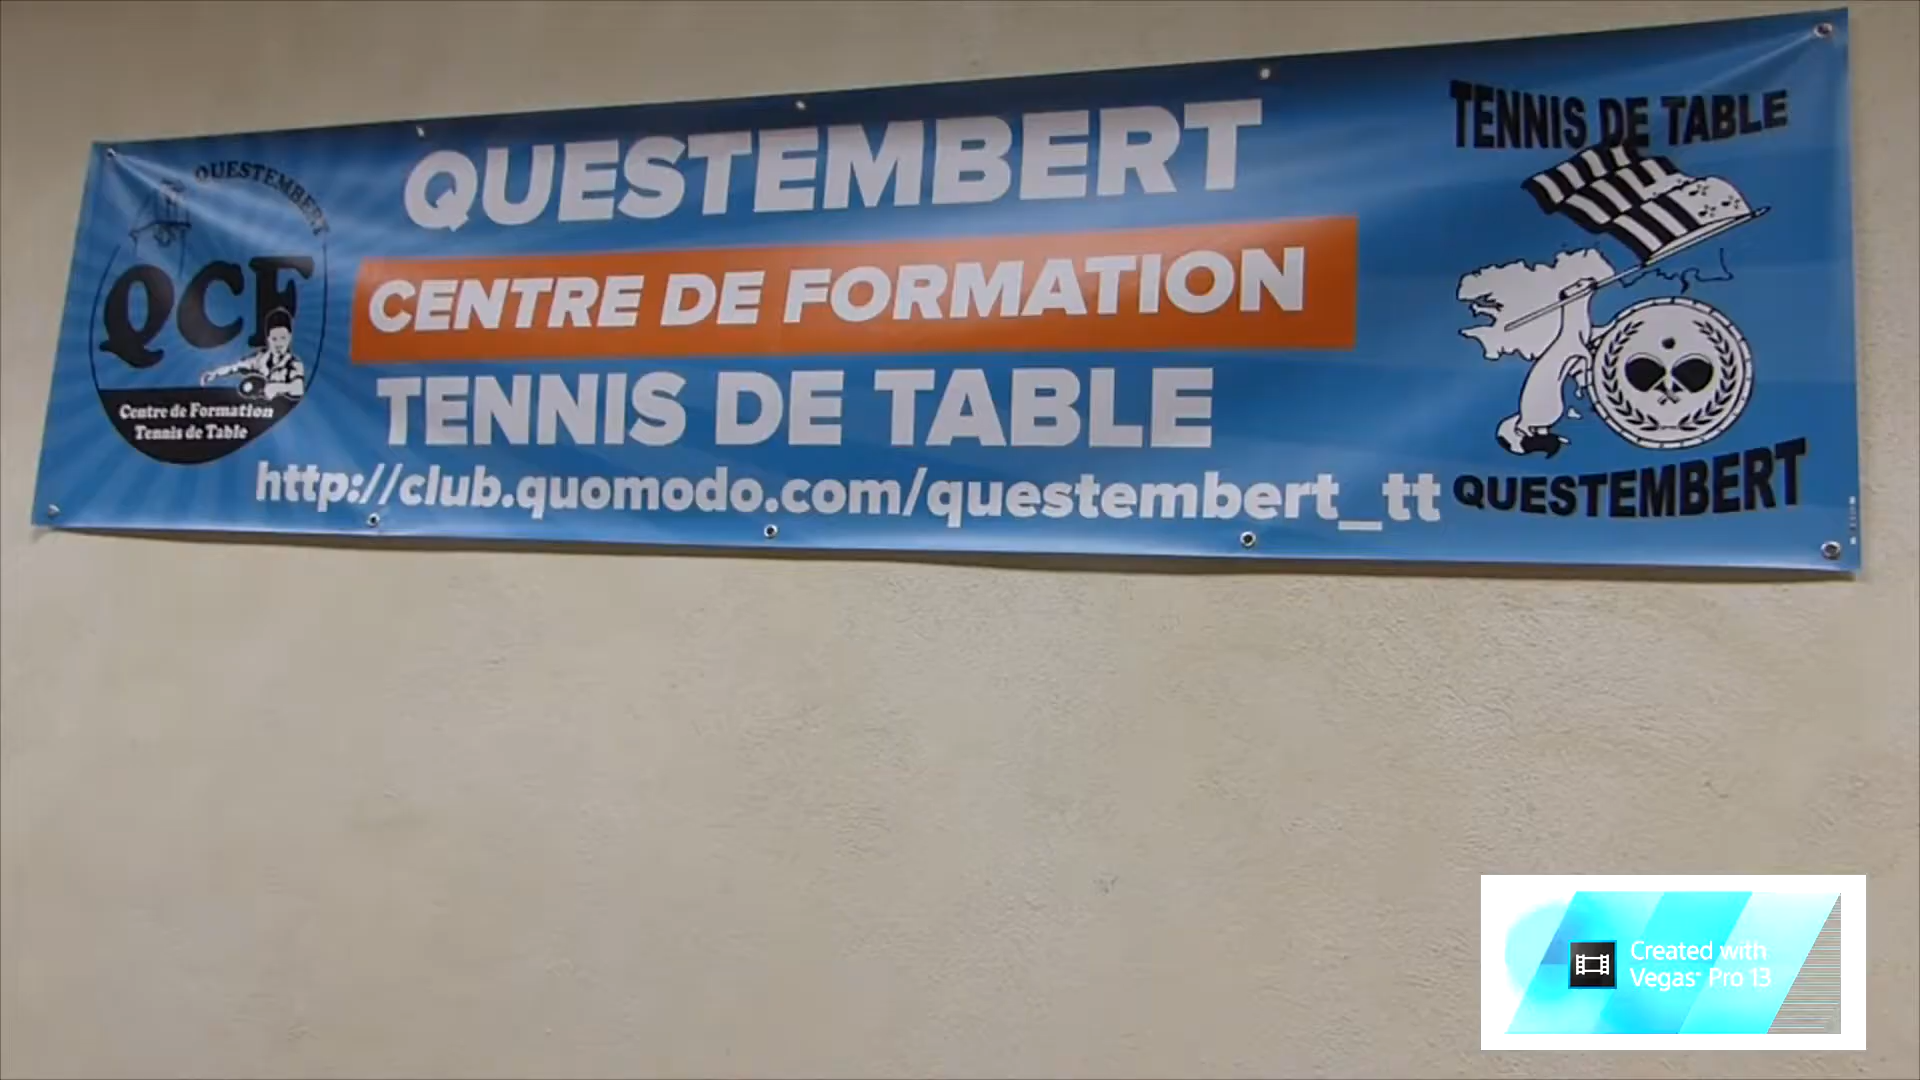 QUESTEMBERT
QCF
Centre de Formation
Tennis de Table
QUESTEMBERT
CENTRE DE FORMATION
TENNIS DE TABLE
http://club.quomodo.com/questembert_tt
TENNIS DE TABLE
QUESTEMBERT
Created with
Vegas Pro 13